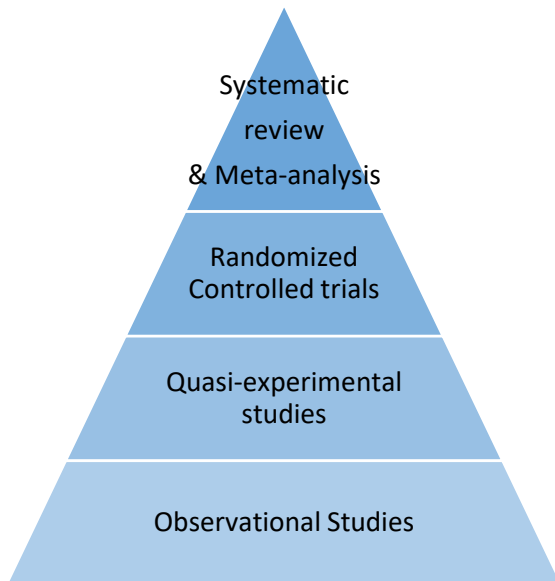 Systematic
review
& Meta-analysis
Randomized
Controlled trials
Quasi-experimental
studies
Observational Studies